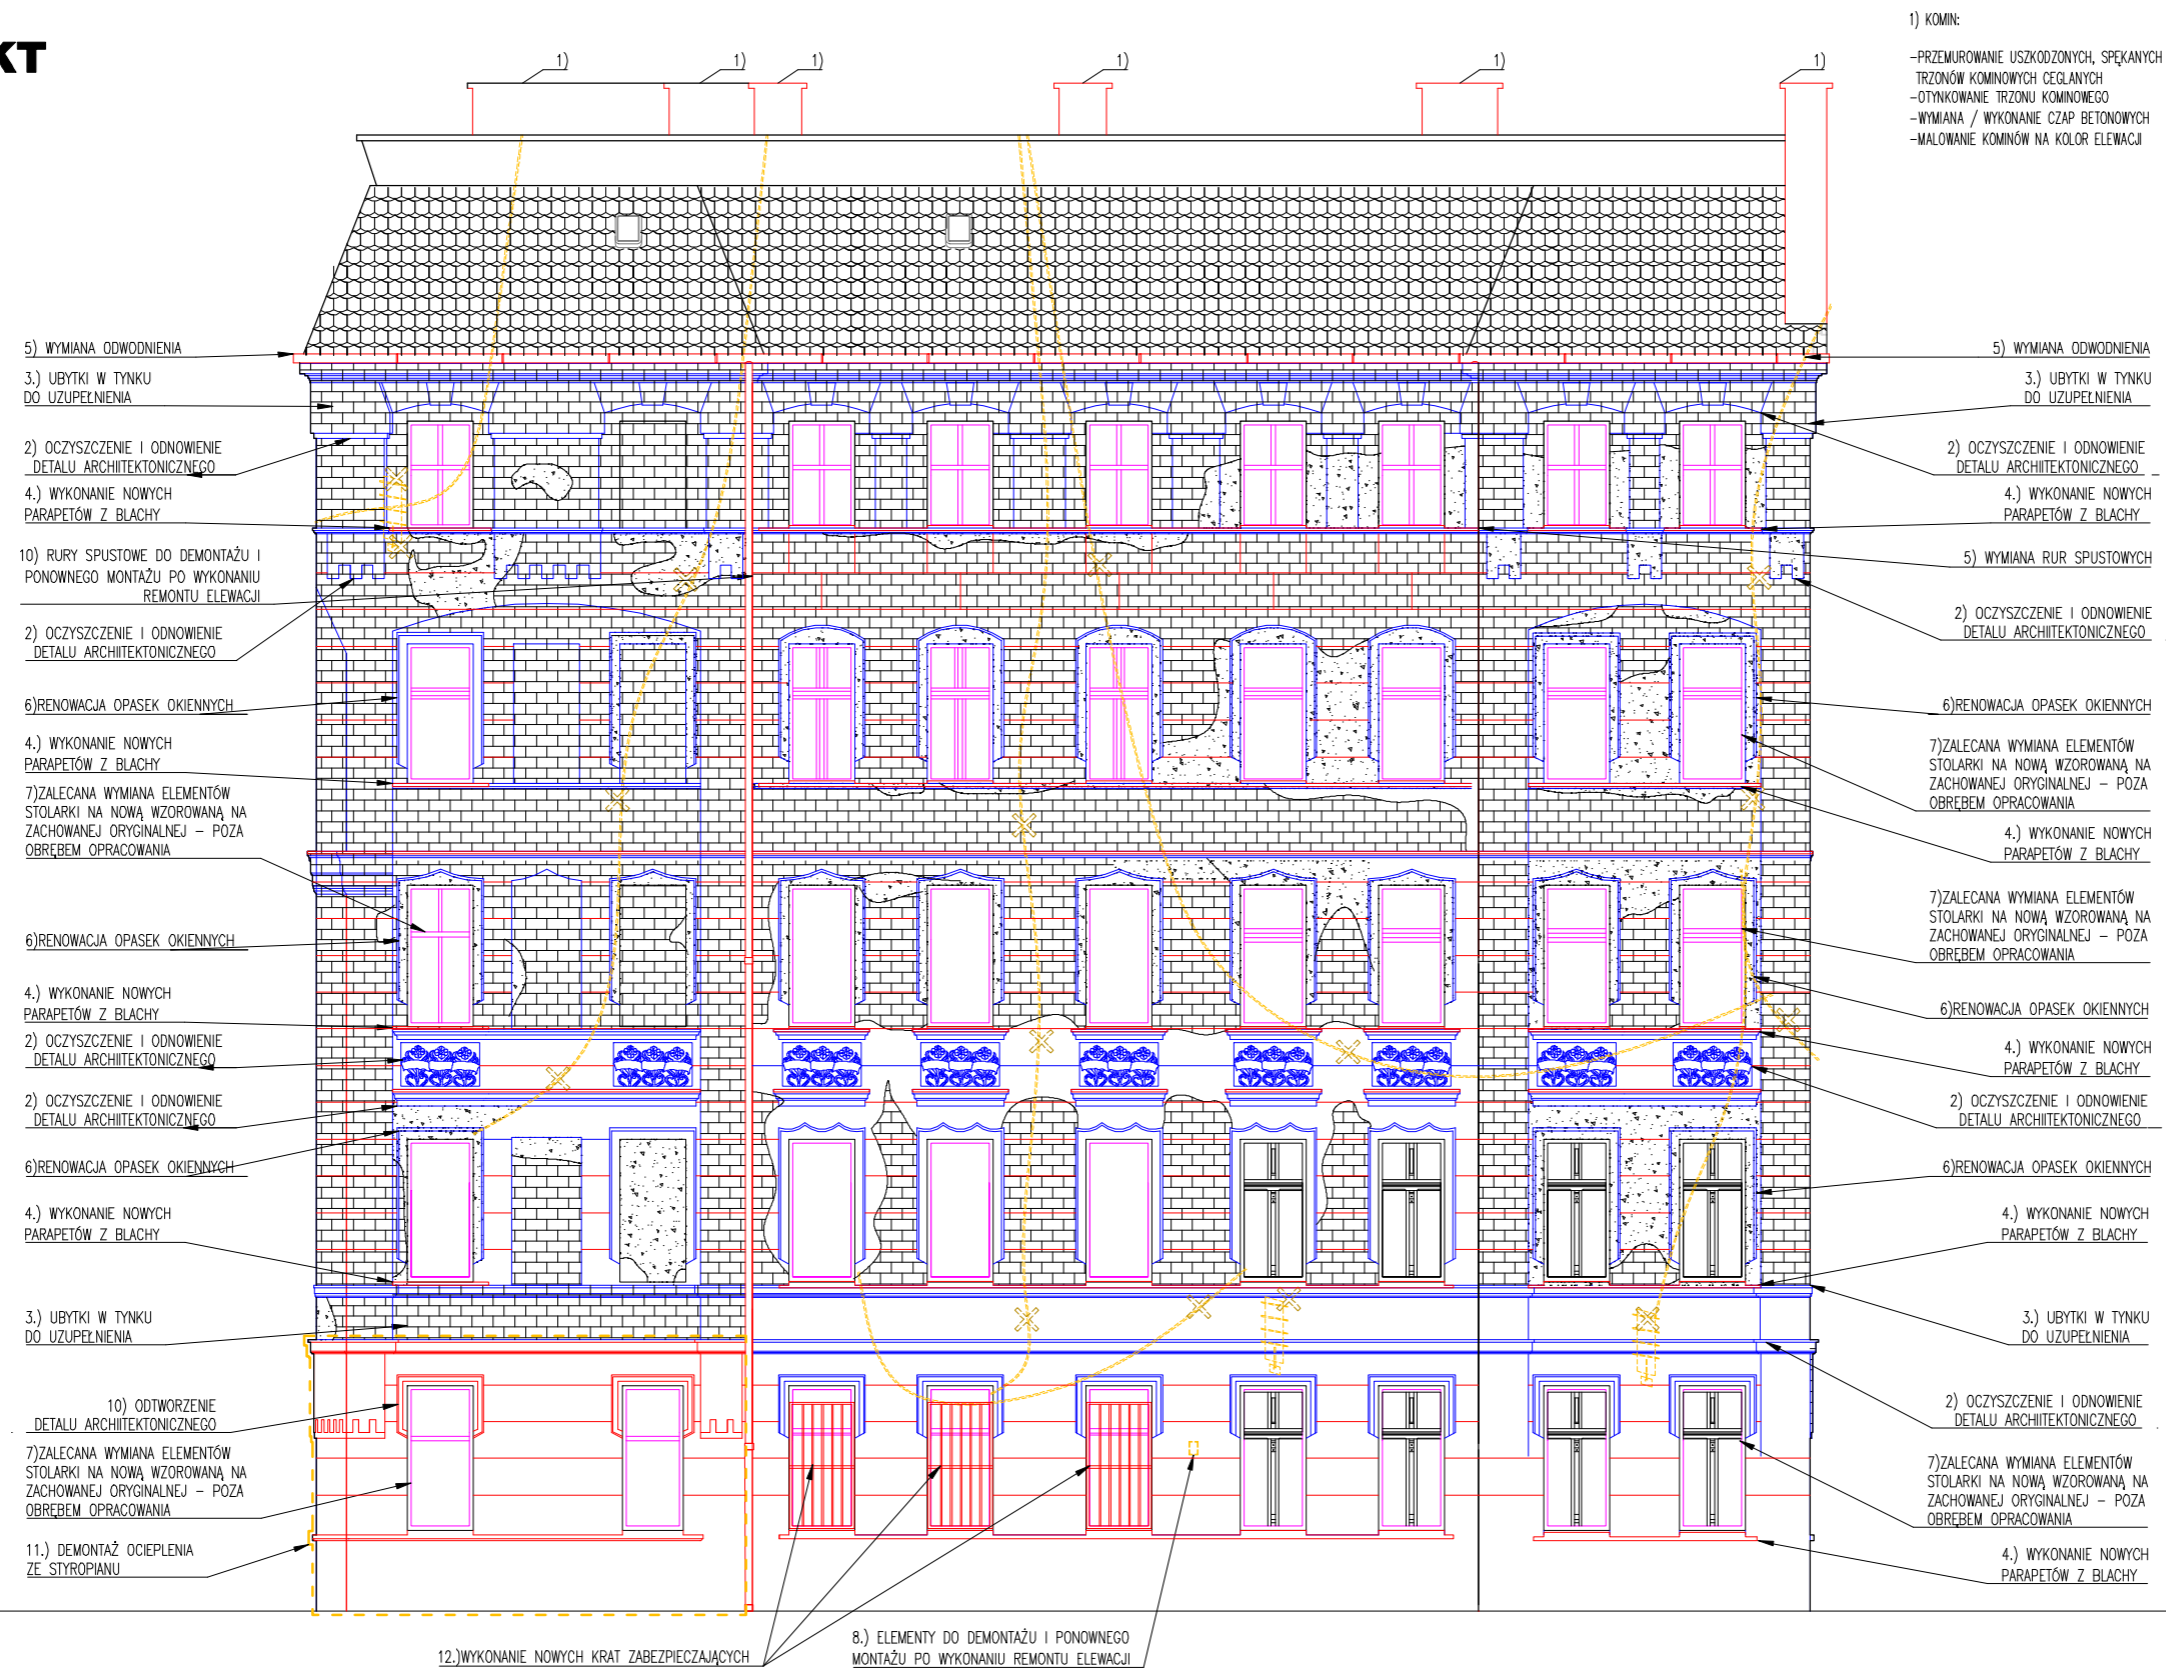 KT
1) KOMIN:
-PRZEMUROWANIE USZKODZONYCH, SPĘKANYCH
TRZONÓW KOMINOWYCH CEGLANYCH
-OTYNKOWANIE TRZONU KOMINOWEGO
-WYMIANA / WYKONANIE CZAP BETONOWYCH
-MALOWANIE KOMINÓW NA KOLOR ELEWACJI
1)
1)
1)
1)
1)
1)
5) WYMIANA ODWODNIENIA
3.) UBYTKI W TYNKU
DO UZUPEŁNIENIA
2) OCZYSZCZENIE I ODNOWIENIE
DETALU ARCHIITEKTONICZNEGO
4.) WYKONANIE NOWYCH
PARAPETÓW Z BLACHY
10) RURY SPUSTOWE DO DEMONTAŻU I
PONOWNEGO MONTAŻU PO WYKONANIU
REMONTU ELEWACJI
2) OCZYSZCZENIE I ODNOWIENIE
DETALU ARCHIITEKTONICZNEGO
6)RENOWACJA OPASEK OKIENNYCH
4.) WYKONANIE NOWYCH
PARAPETÓW Z BLACHY
7)ZALECANA WYMIANA ELEMENTÓW
STOLARKI NA NOWĄ WZOROWANĄ NA
ZACHOWANEJ ORYGINALNEJ – POZA
OBRĘBEM OPRACOWANIA
6)RENOWACJA OPASEK OKIENNYCH
4.) WYKONANIE NOWYCH
PARAPETÓW Z BLACHY
2) OCZYSZCZENIE I ODNOWIENIE
DETALU ARCHIITEKTONICZNEGO
2) OCZYSZCZENIE I ODNOWIENIE
DETALU ARCHIITEKTONICZNEGO
6)RENOWACJA OPASEK OKIENNYCH
4.) WYKONANIE NOWYCH
PARAPETÓW Z BLACHY
3.) UBYTKI W TYNKU
DO UZUPEŁNIENIA
10) ODTWORZENIE
DETALU ARCHIITEKTONICZNEGO
7)ZALECANA WYMIANA ELEMENTÓW
STOLARKI NA NOWĄ WZOROWANĄ NA
ZACHOWANEJ ORYGINALNEJ – POZA
OBRĘBEM OPRACOWANIA
11.) DEMONTAŻ OCIEPLENIA
ZE STYROPIANU
5) WYMIANA ODWODNIENIA
3.) UBYTKI W TYNKU
DO UZUPEŁNIENIA
2) OCZYSZCZENIE I ODNOWIENIE
DETALU ARCHIITEKTONICZNEGO
4.) WYKONANIE NOWYCH
PARAPETÓW Z BLACHY
5) WYMIANA RUR SPUSTOWYCH
2) OCZYSZCZENIE I ODNOWIENIE
DETALU ARCHIITEKTONICZNEGO
6)RENOWACJA OPASEK OKIENNYCH
7)ZALECANA WYMIANA ELEMENTÓW
STOLARKI NA NOWĄ WZOROWANĄ NA
ZACHOWANEJ ORYGINALNEJ – POZA
OBRĘBEM OPRACOWANIA
4.) WYKONANIE NOWYCH
PARAPETÓW Z BLACHY
7)ZALECANA WYMIANA ELEMENTÓW
STOLARKI NA NOWĄ WZOROWANĄ NA
ZACHOWANEJ ORYGINALNEJ – POZA
OBRĘBEM OPRACOWANIA
6)RENOWACJA OPASEK OKIENNYCH
4.) WYKONANIE NOWYCH
PARAPETÓW Z BLACHY
2) OCZYSZCZENIE I ODNOWIENIE
DETALU ARCHIITEKTONICZNEGO
6)RENOWACJA OPASEK OKIENNYCH
4.) WYKONANIE NOWYCH
PARAPETÓW Z BLACHY
3.) UBYTKI W TYNKU
DO UZUPEŁNIENIA
2) OCZYSZCZENIE I ODNOWIENIE
DETALU ARCHIITEKTONICZNEGO
7)ZALECANA WYMIANA ELEMENTÓW
STOLARKI NA NOWĄ WZOROWANĄ NA
ZACHOWANEJ ORYGINALNEJ – POZA
OBRĘBEM OPRACOWANIA
4.) WYKONANIE NOWYCH
PARAPETÓW Z BLACHY
12.)WYKONANIE NOWYCH KRAT ZABEZPIECZAJĄCYCH
8.) ELEMENTY DO DEMONTAŻU I PONOWNEGO
MONTAŻU PO WYKONANIU REMONTU ELEWACJI